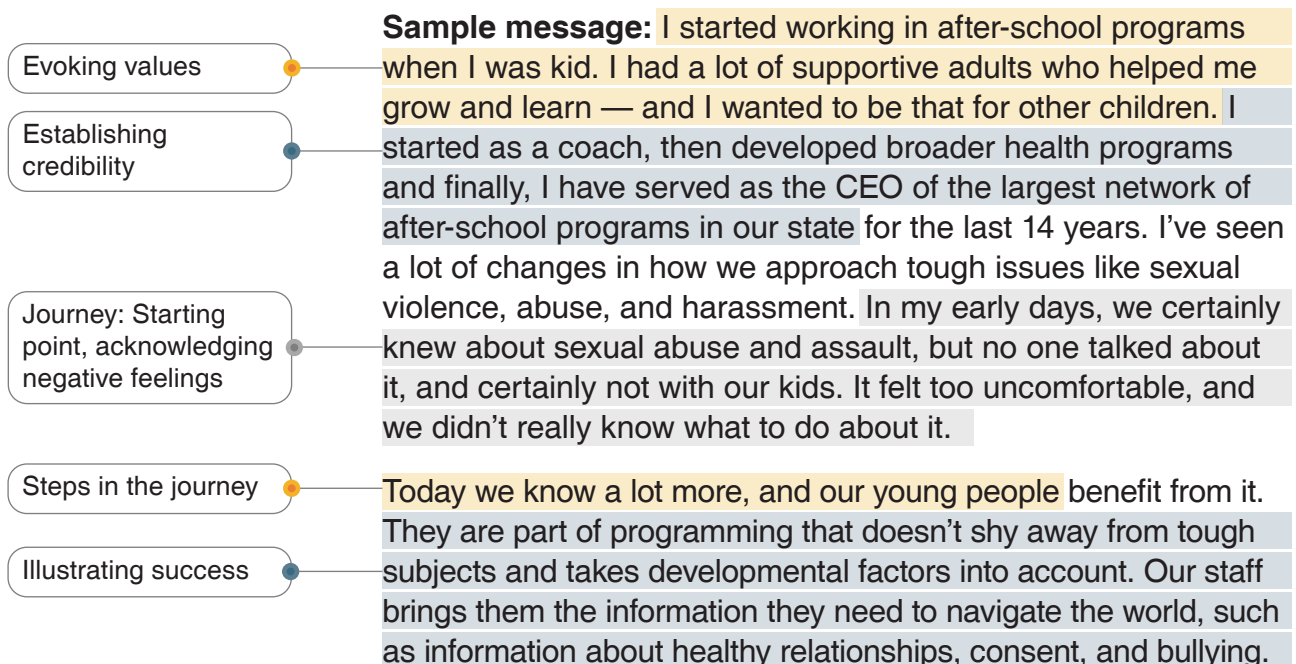 Sample message: I started working in after-school programs
Evoking values
when I was kid. I had a lot of supportive adults who helped me
grow and learn — and I wanted to be that for other children. I
Establishing
credibility
started as a coach, then developed broader health programs
and finally, I have served as the CEO of the largest network of
after-school programs in our state for the last 14 years. I’ve seen
a lot of changes in how we approach tough issues like sexual
violence, abuse, and harassment. In my early days, we certainly
Journey: Starting
point, acknowledging
negative feelings
knew about sexual abuse and assault, but no one talked about
it, and certainly not with our kids. It felt too uncomfortable, and
we didn’t really know what to do about it.
Steps in the journey
Today we know a lot more, and our young people benefit from it.
They are part of programming that doesn’t shy away from tough
Illustrating success
subjects and takes developmental factors into account. Our staff
brings them the information they need to navigate the world, such
as information about healthy relationships, consent, and bullying.